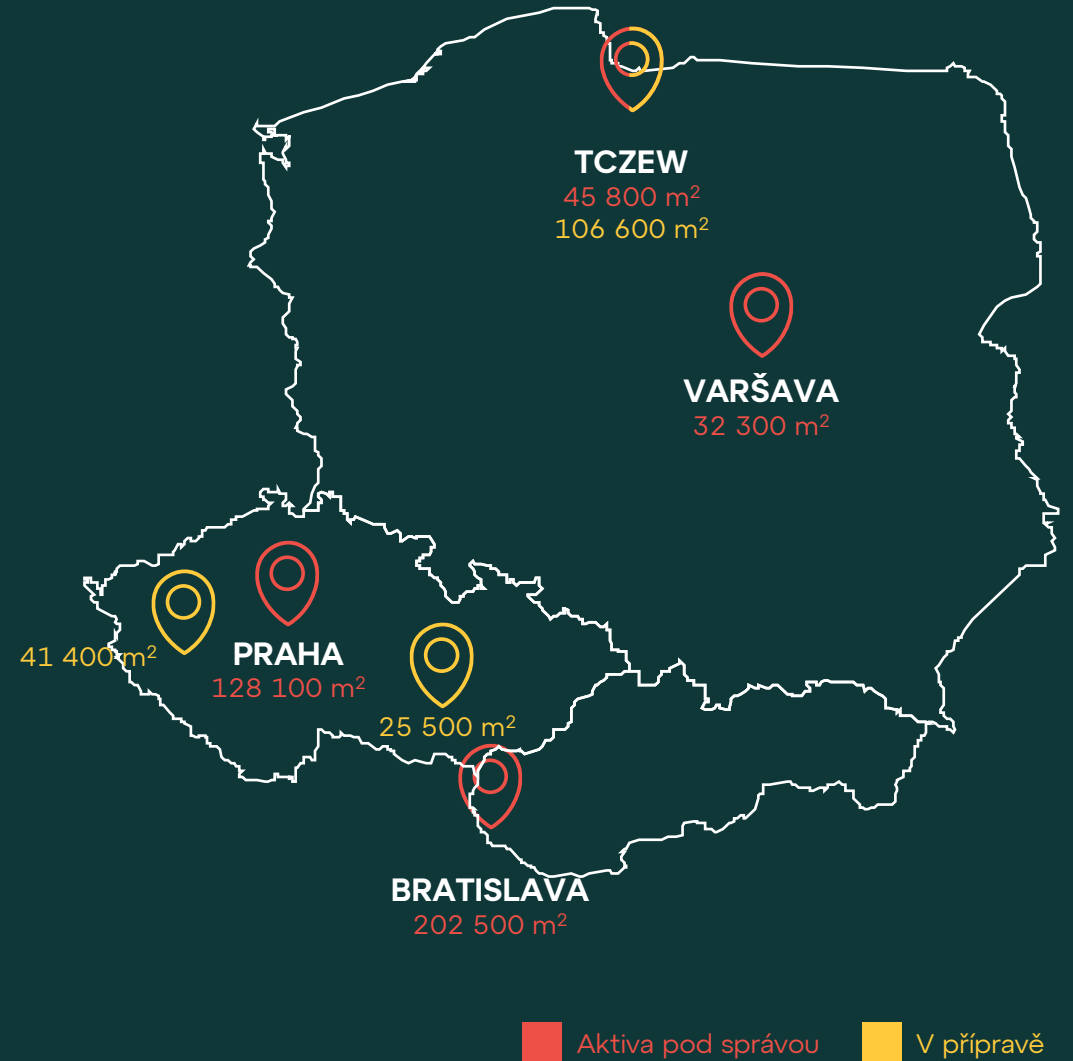 TCZEW
45 800 m²
106 600 m²
VARŠAVA
32 300 m²
41 400 m²
PRAHA
128 100 m²
25 500 m²
BRATISLAVA
202 500 m²
Aktiva pod správou
V přípravě